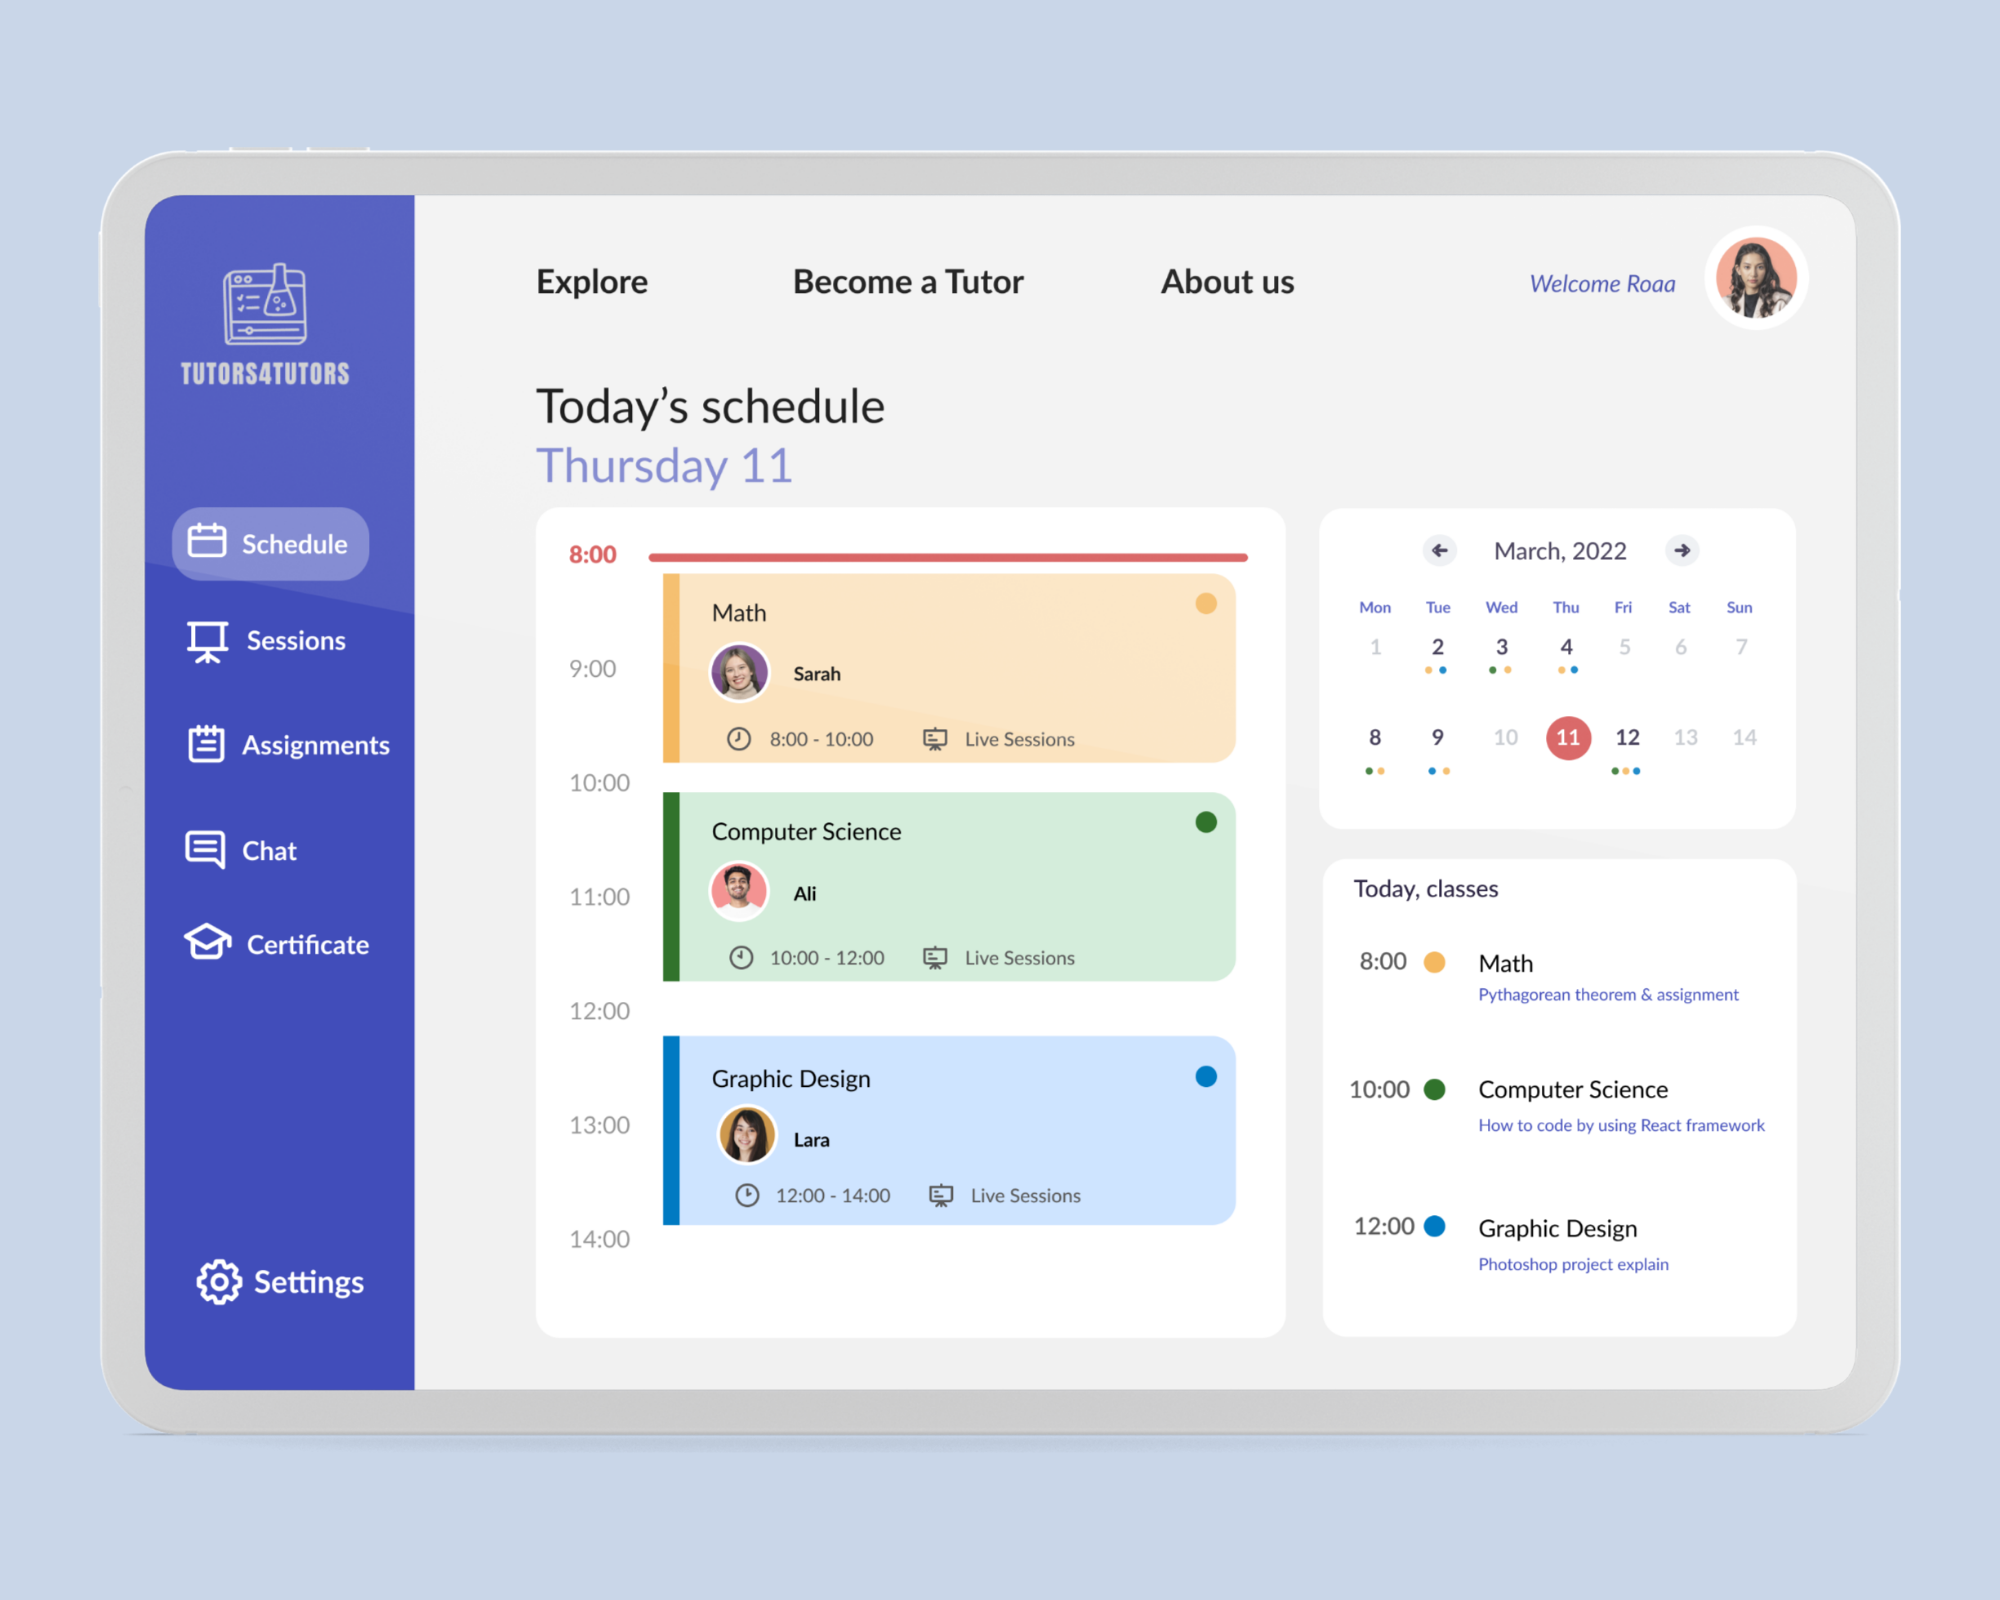 TUTORS4TUTORS
Schedule
Sessions
Assignments
Chat
Certificate
Settings
Explore
Become a Tutor
About us
Welcome Roaa
Today's schedule
Thursday 11
8:00
Math
Sarah
8:00 - 10:00 Live Sessions
9:00
10:00
Computer Science
Ali
10:00 - 12:00 Live Sessions
11:00
12:00
Graphic Design
Lara
12:00 - 14:00 Live Sessions
13:00
14:00
March, 2022
Mon Tue Wed Thu Fri Sat Sun
1 2 3 4 5 6 7
8 9 10 11 12 13 14
Today, classes
8:00 Math
Pythagorean theorem & assignment
10:00 Computer Science
How to code by using React framework
12:00 Graphic Design
Photoshop project explain